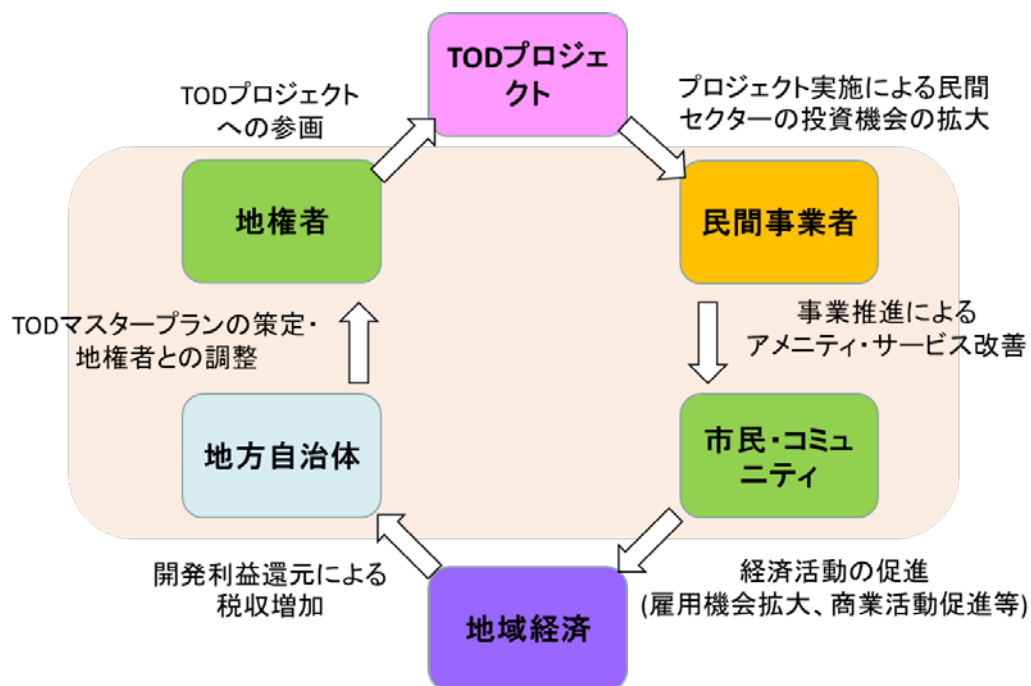 TODプロジェ
クト
TODプロジェクト
への参画
プロジェクト実施による民間
セクターの投資機会の拡大
地権者
民間事業者
TODマスタープランの策定・
地権者との調整
事業推進による
アメニティ・サービス改善
地方自治体
市民・コミュ
ニティ
開発利益還元による
税収増加
経済活動の促進
(雇用機会拡大、商業活動促進等)
地域経済